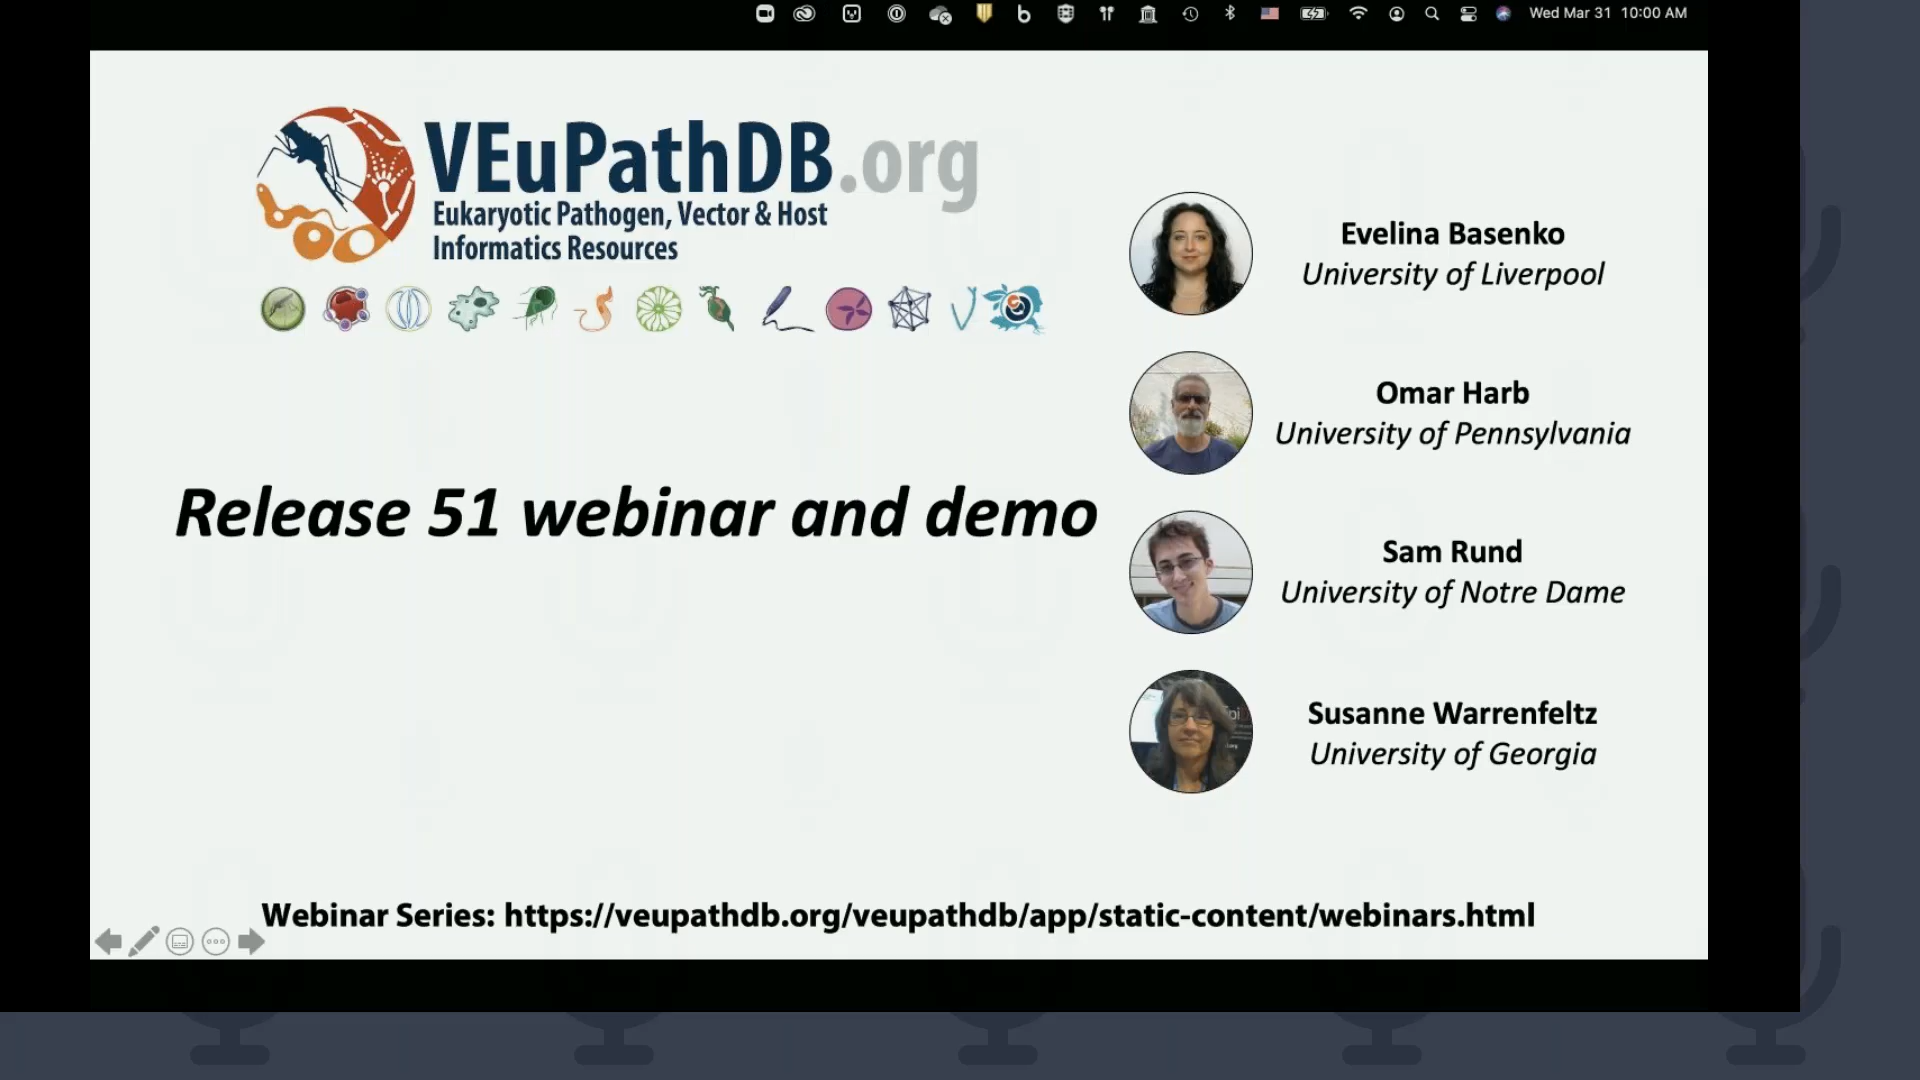 Wed Mar 31 10:00 AM
VEuPathDB.org
Eukaryotic Pathogen, Vector & Host
Informatics Resources
Release 51 webinar and demo
Evelina Basenko
University of Liverpool
Omar Harb
University of Pennsylvania
Sam Rund
University of Notre Dame
Susanne Warrenfeltz
University of Georgia
Webinar Series: https://veupathdb.org/veupathdb/app/static-content/webinars.html